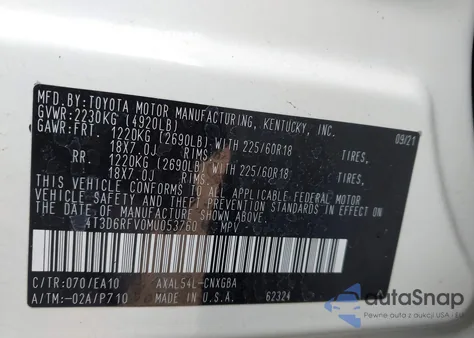 MFD.BY:TOYOTA MOTOR MANUFACTURING, KENTUCKY, INC.
GVWR:2230KG (4920LB) 09/21
GAWR:FRT. 1220KG (2690LB) WITH 225/60R18 TIRES,
18X7.0J RIMS,
RR. 1220KG (2690LB) WITH 225/60R18 TIRES,
18X7.0J RIMS,
THIS VEHICLE CONFORMS TO ALL APPLICABLE FEDERAL MOTOR
VEHICLE SAFETY STANDARDS IN EFFECT ON THE DATE OF
MANUFACTURE SHOWN ABOVE.
4T3D6RFV0MU053760 MPV
C/TR:070/EA10 AXAL54L-CNXGBA
A/TM:-02A/P710 MADE IN U.S.A. 62324
autoSnap
Vehicle History